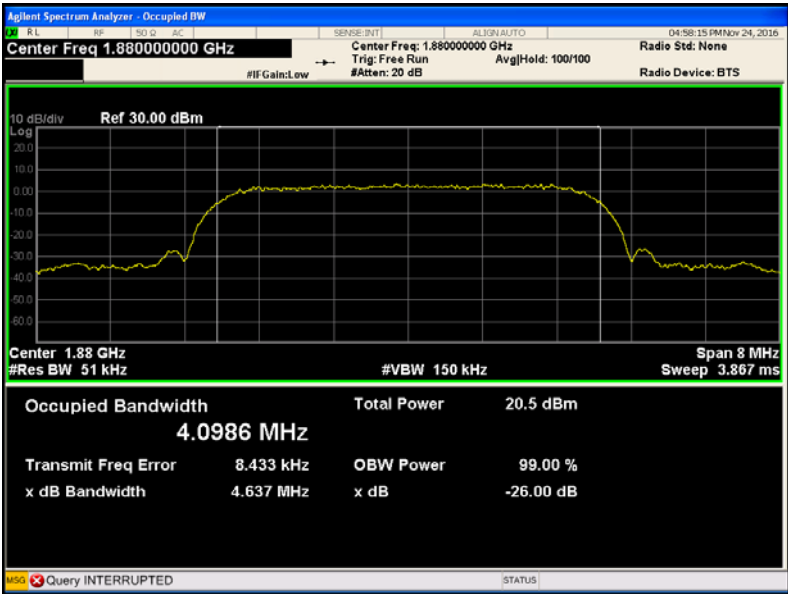 Agilent Spectrum Analyzer - Occupied BW
LXI RL RF 50 Ω AC SENSE:INT ALIGNAUTO 04:58:15 PM Nov 24, 2016
Center Freq 1.880000000 GHz
Center Freq: 1.880000000 GHz
Radio Std: None
Trig: Free Run Avg|Hold: 100/100
#IFGain:Low
#Atten: 20 dB
Radio Device: BTS
10 dB/div Ref 30.00 dBm
Log
20.0
10.0
0.00
-10.0
-20.0
-30.0
-40.0
-50.0
-60.0
Center 1.88 GHz Span 8 MHz
#Res BW 51 kHz #VBW 150 kHz Sweep 3.867 ms
Occupied Bandwidth Total Power 20.5 dBm
4.0986 MHz
Transmit Freq Error 8.433 kHz OBW Power 99.00 %
x dB Bandwidth 4.637 MHz x dB -26.00 dB
MSG Query INTERRUPTED STATUS